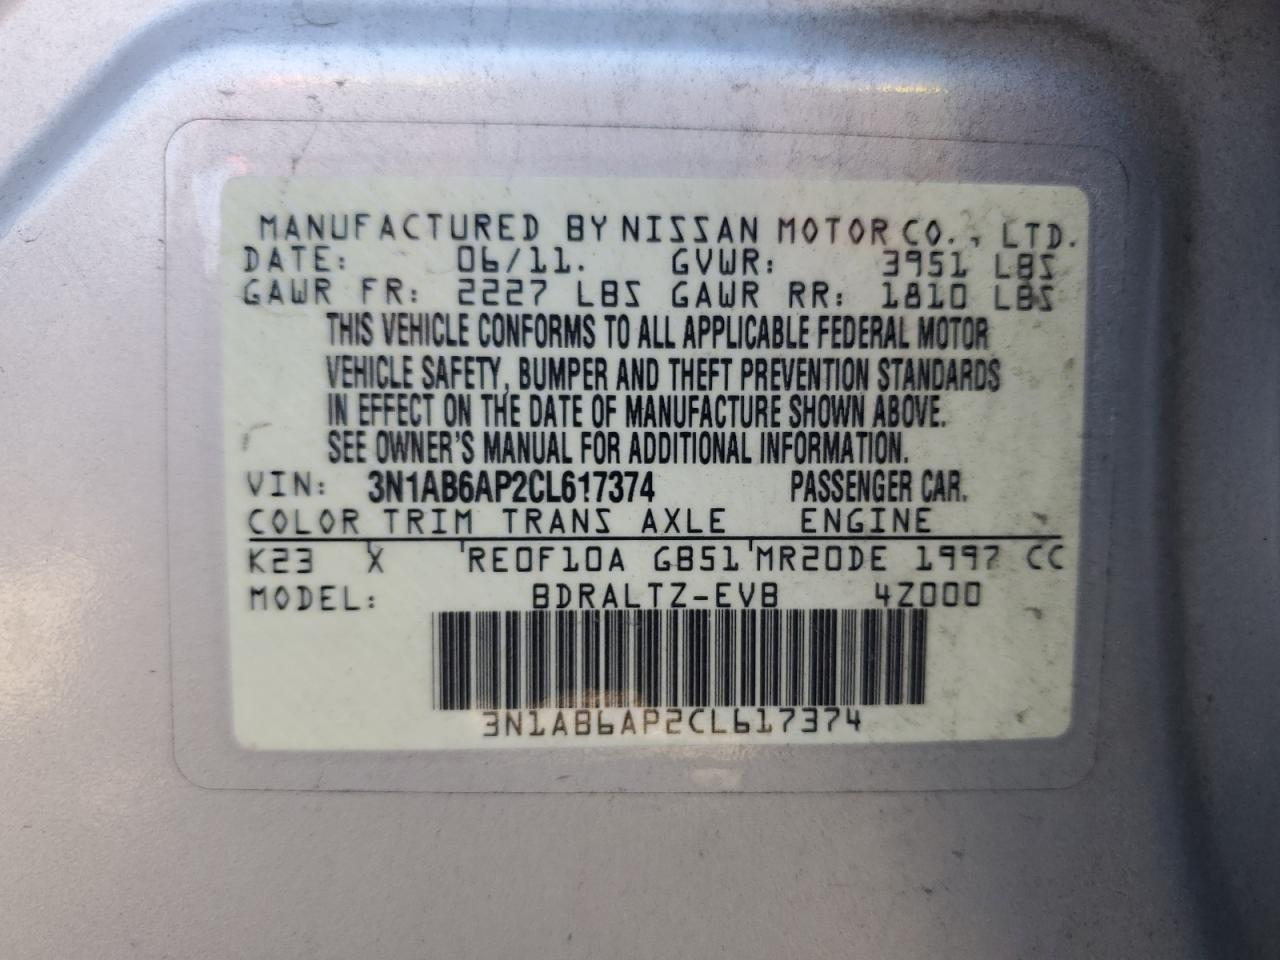 MANUFACTURED BY NISSAN MOTOR CO., LTD.
DATE: 06/11. GVWR: 3951 LBS
GAWR FR: 2227 LBS GAWR RR: 1810 LBS
THIS VEHICLE CONFORMS TO ALL APPLICABLE FEDERAL MOTOR
VEHICLE SAFETY, BUMPER AND THEFT PREVENTION STANDARDS
IN EFFECT ON THE DATE OF MANUFACTURE SHOWN ABOVE.
SEE OWNER'S MANUAL FOR ADDITIONAL INFORMATION.
VIN: 3N1AB6AP2CL617374 PASSENGER CAR.
COLOR TRIM TRANS AXLE ENGINE
K23 X RE0F10A GB51 MR20DE 1997 CC
MODEL: BDRALTZ-EVB 4Z000
3N1AB6AP2CL617374